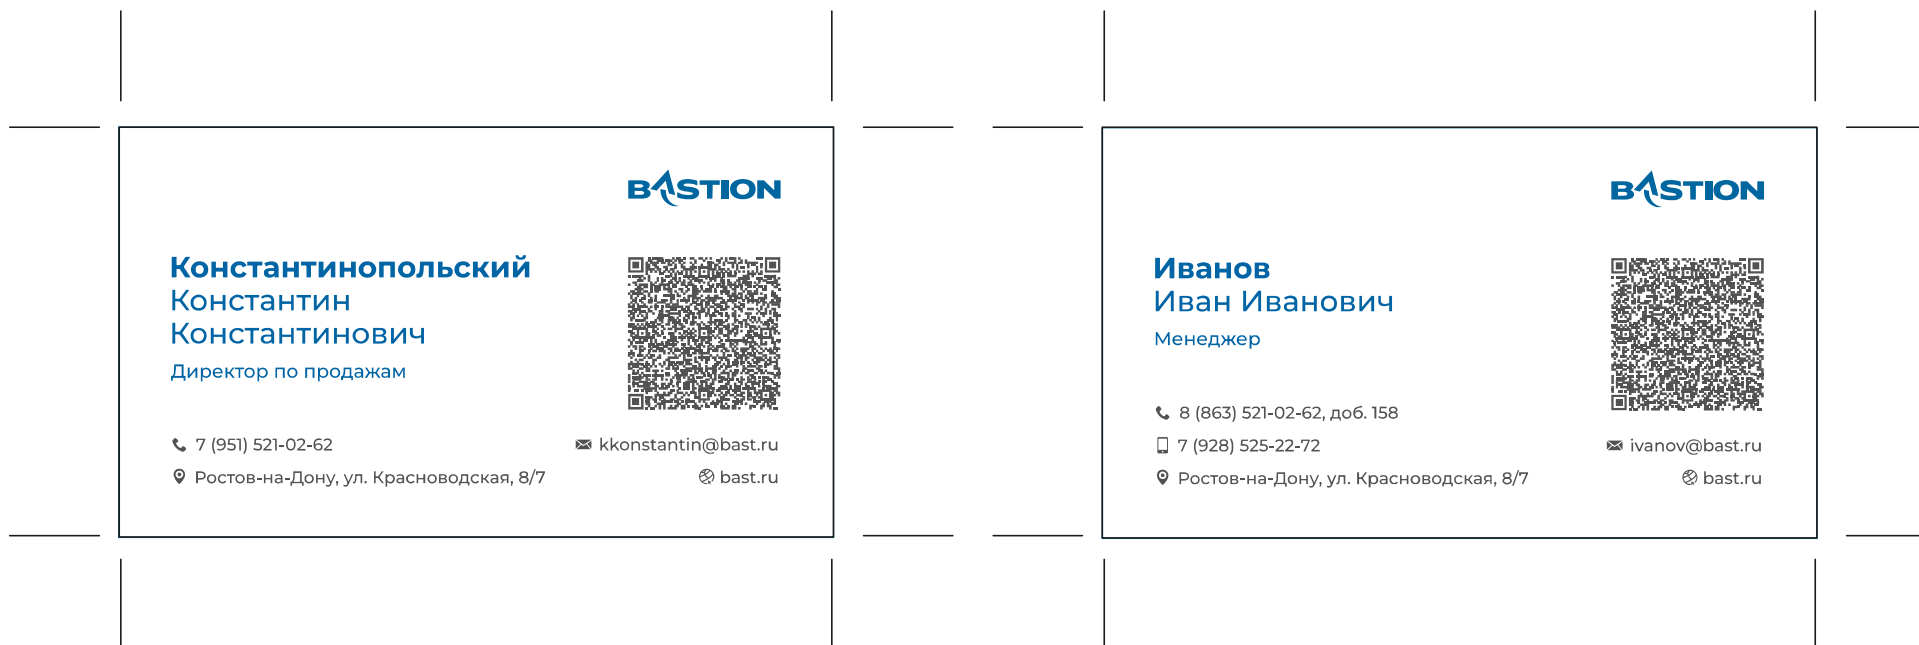 BASTION
Константинопольский
Константин
Константинович
Директор по продажам
7 (951) 521-02-62
kkonstantin@bast.ru
Ростов-на-Дону, ул. Красноводская, 8/7
bast.ru
BASTION
Иванов
Иван Иванович
Менеджер
8 (863) 521-02-62, доб. 158
7 (928) 525-22-72
ivanov@bast.ru
Ростов-на-Дону, ул. Красноводская, 8/7
bast.ru